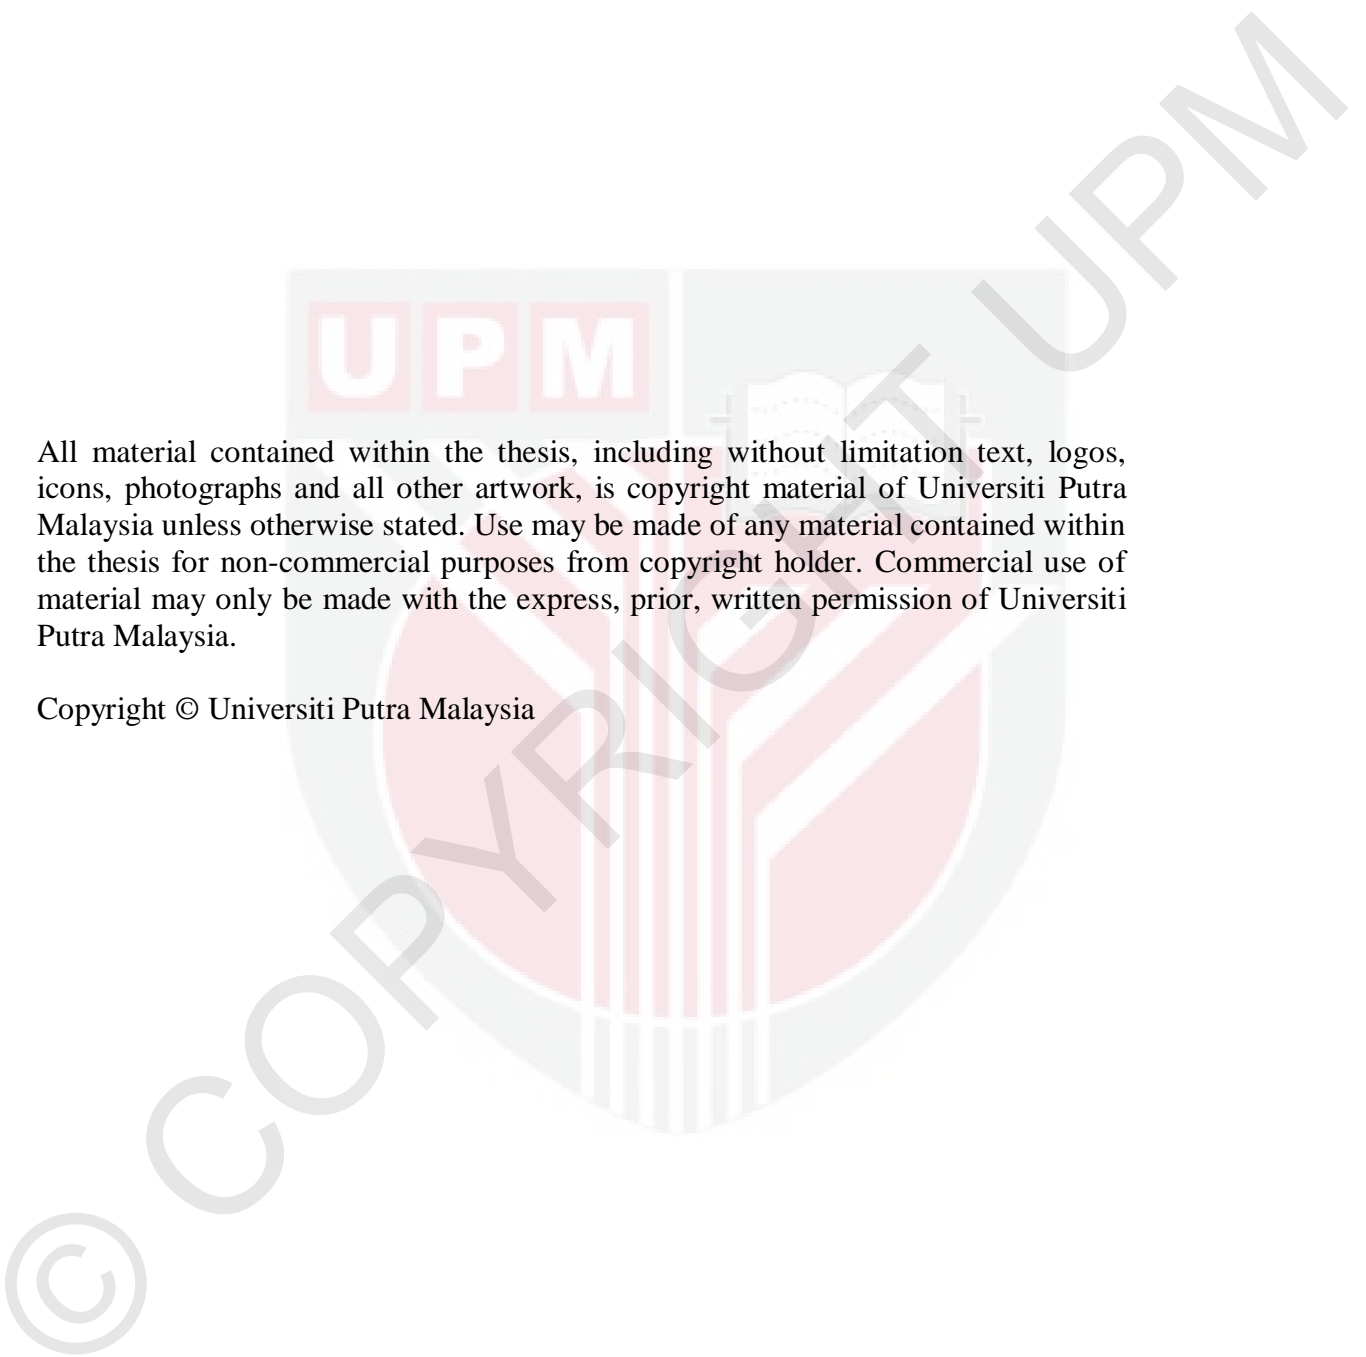 UPM
All material contained within the thesis, including without limitation text, logos,
icons, photographs and all other artwork, is copyright material of Universiti Putra
Malaysia unless otherwise stated. Use may be made of any material contained within
the thesis for non-commercial purposes from copyright holder. Commercial use of
material may only be made with the express, prior, written permission of Universiti
Putra Malaysia.
Copyright © Universiti Putra Malaysia
© COPYRIGHT UPM